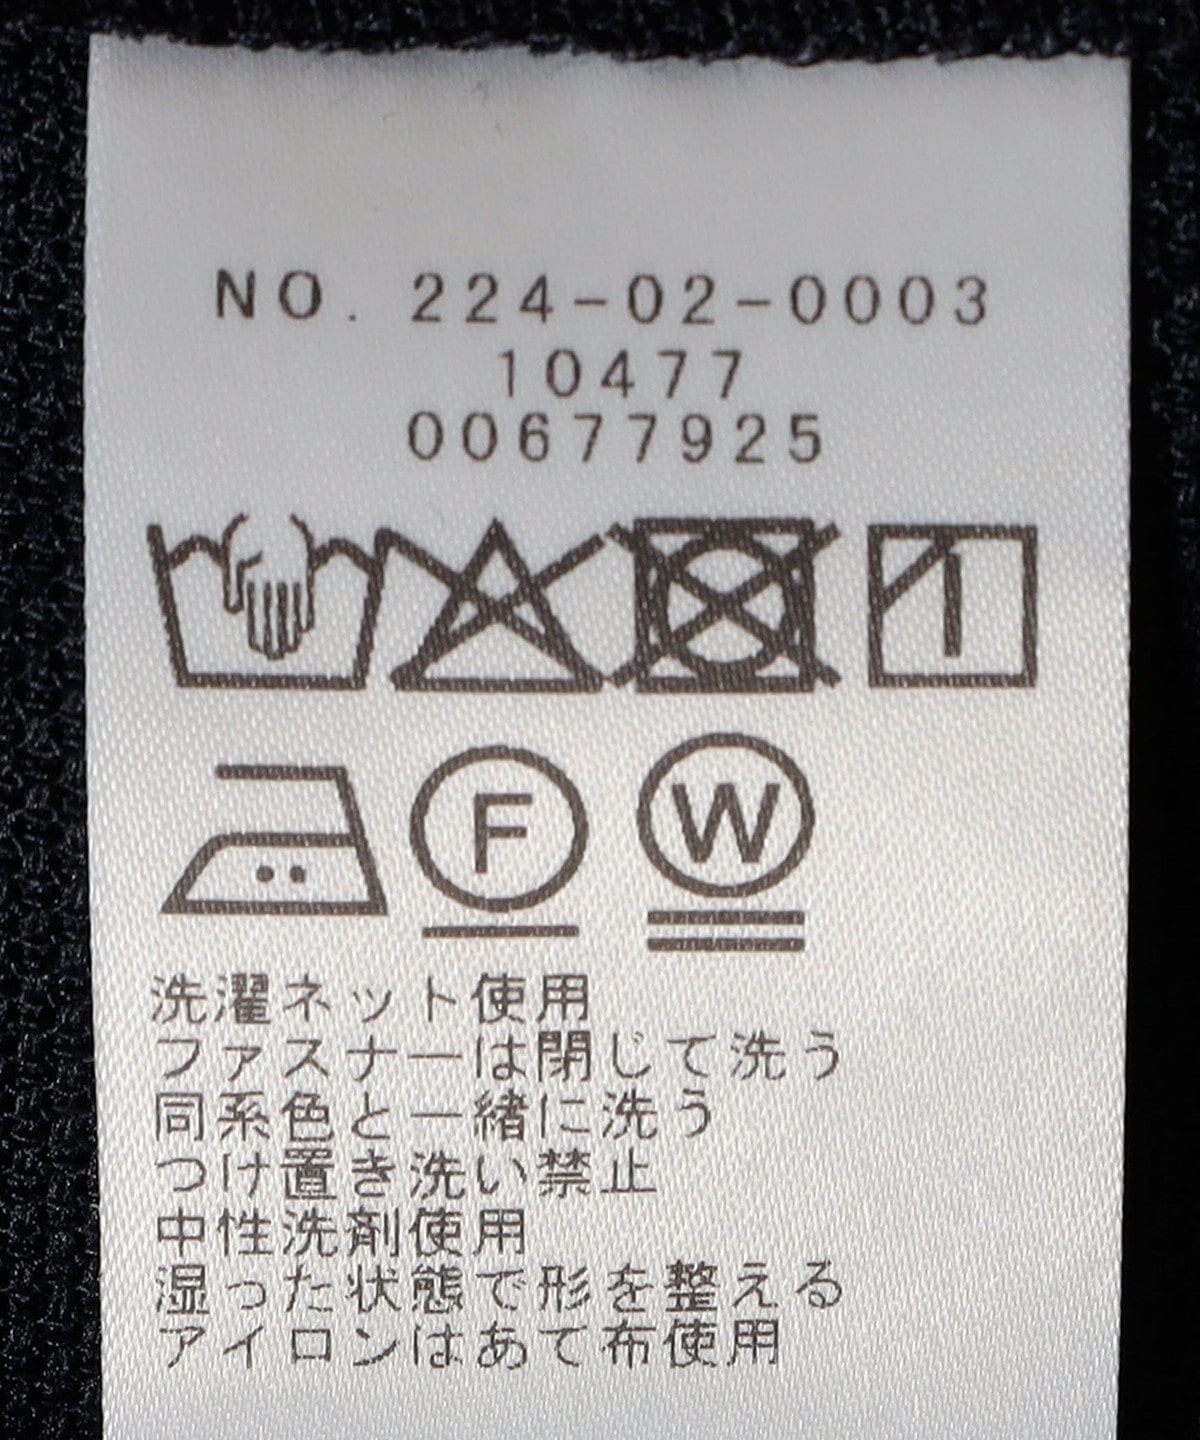 NO. 224-02-0003
10477
00677925
F W
洗濯ネット使用
ファスナーは閉じて洗う
同系色と一緒に洗う
つけ置き洗い禁止
中性洗剤使用
湿った状態で形を整える
アイロンはあて布使用